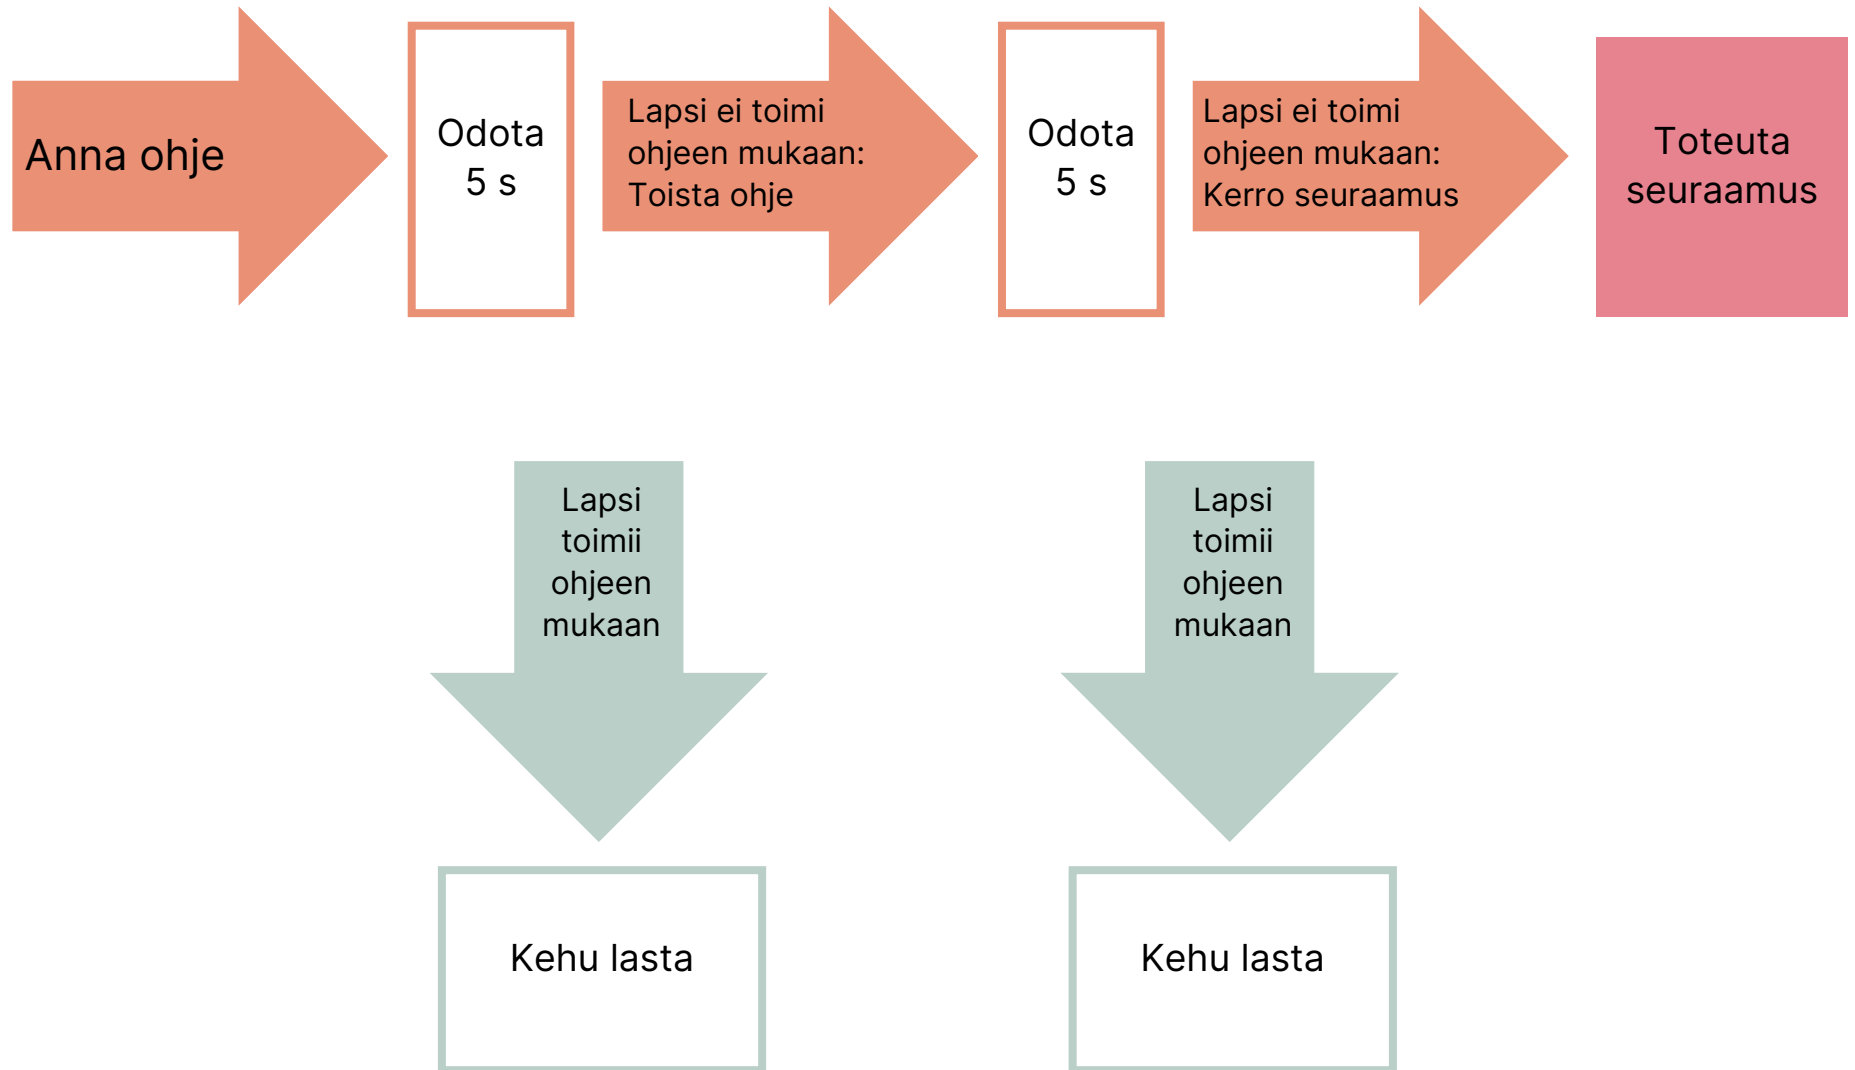 Anna ohje
Odota
5 s
Lapsi ei toimi
ohjeen mukaan:
Toista ohje
Odota
5 s
Lapsi ei toimi
ohjeen mukaan:
Kerro seuraamus
Toteuta
seuraamus
Lapsi
toimii
ohjeen
mukaan
Lapsi
toimii
ohjeen
mukaan
Kehu lasta
Kehu lasta